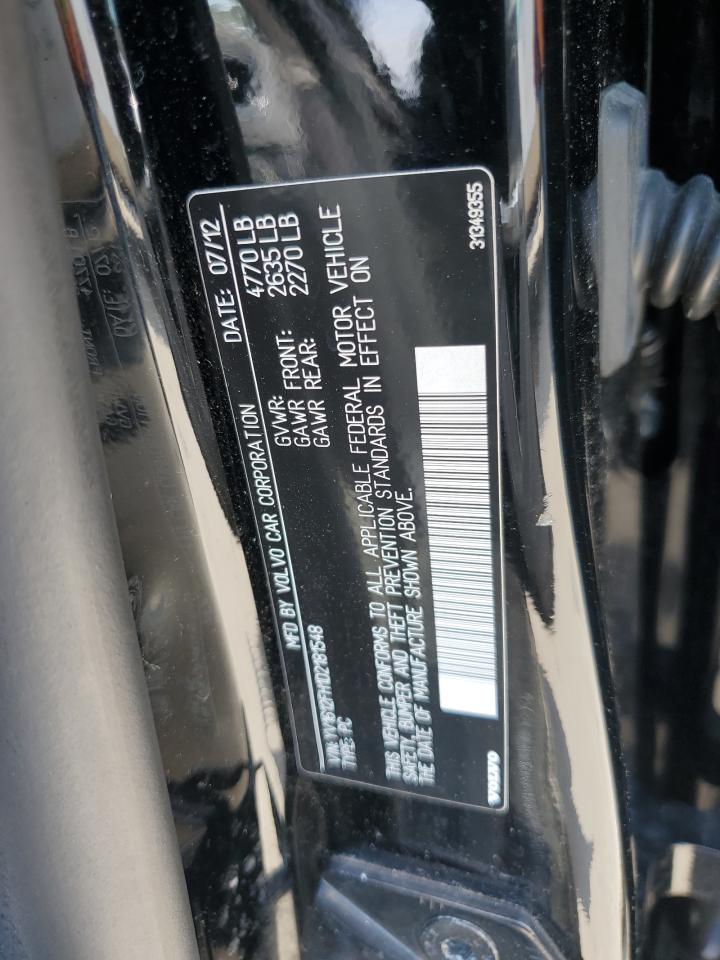 MFD BY VOLVO CAR CORPORATION DATE: 07/12
VIN: YV1612FH1D2181548 GVWR: 4770 LB
TYPE: PC GAWR FRONT: 2635 LB
GAWR REAR: 2270 LB
THIS VEHICLE CONFORMS TO ALL APPLICABLE FEDERAL MOTOR VEHICLE
SAFETY, BUMPER AND THEFT PREVENTION STANDARDS IN EFFECT ON
THE DATE OF MANUFACTURE SHOWN ABOVE.
VOLVO 31349355